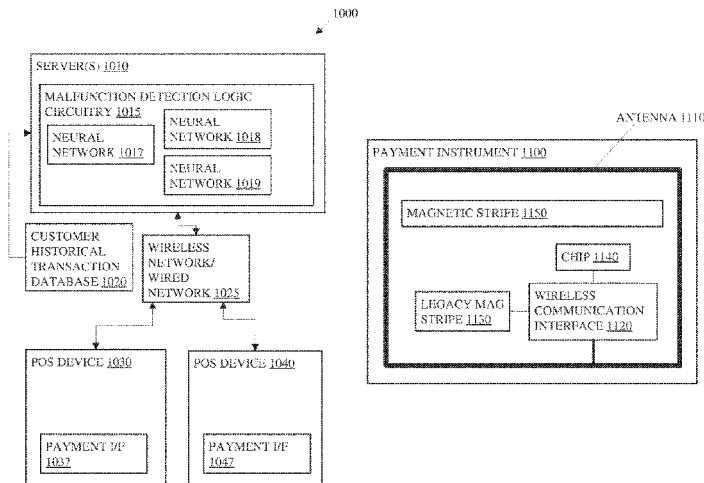 1000
SERVER(S) 1010
MALFUNCTION DETECTION LOGIC
CIRCUITRY 1015
NEURAL
NETWORK 1017
NEURAL
NETWORK 1018
NEURAL
NETWORK 1019
CUSTOMER
HISTORICAL
TRANSACTION
DATABASE 1020
WIRELESS
NETWORK/
WIRED
NETWORK 1025
POS DEVICE 1030
PAYMENT I/F
1037
POS DEVICE 1040
PAYMENT I/F
1047
ANTENNA 1110
PAYMENT INSTRUMENT 1100
MAGNETIC STRIPE 1150
CHIP 1140
LEGACY MAG
STRIPE 1130
WIRELESS
COMMUNICATION
INTERFACE 1120